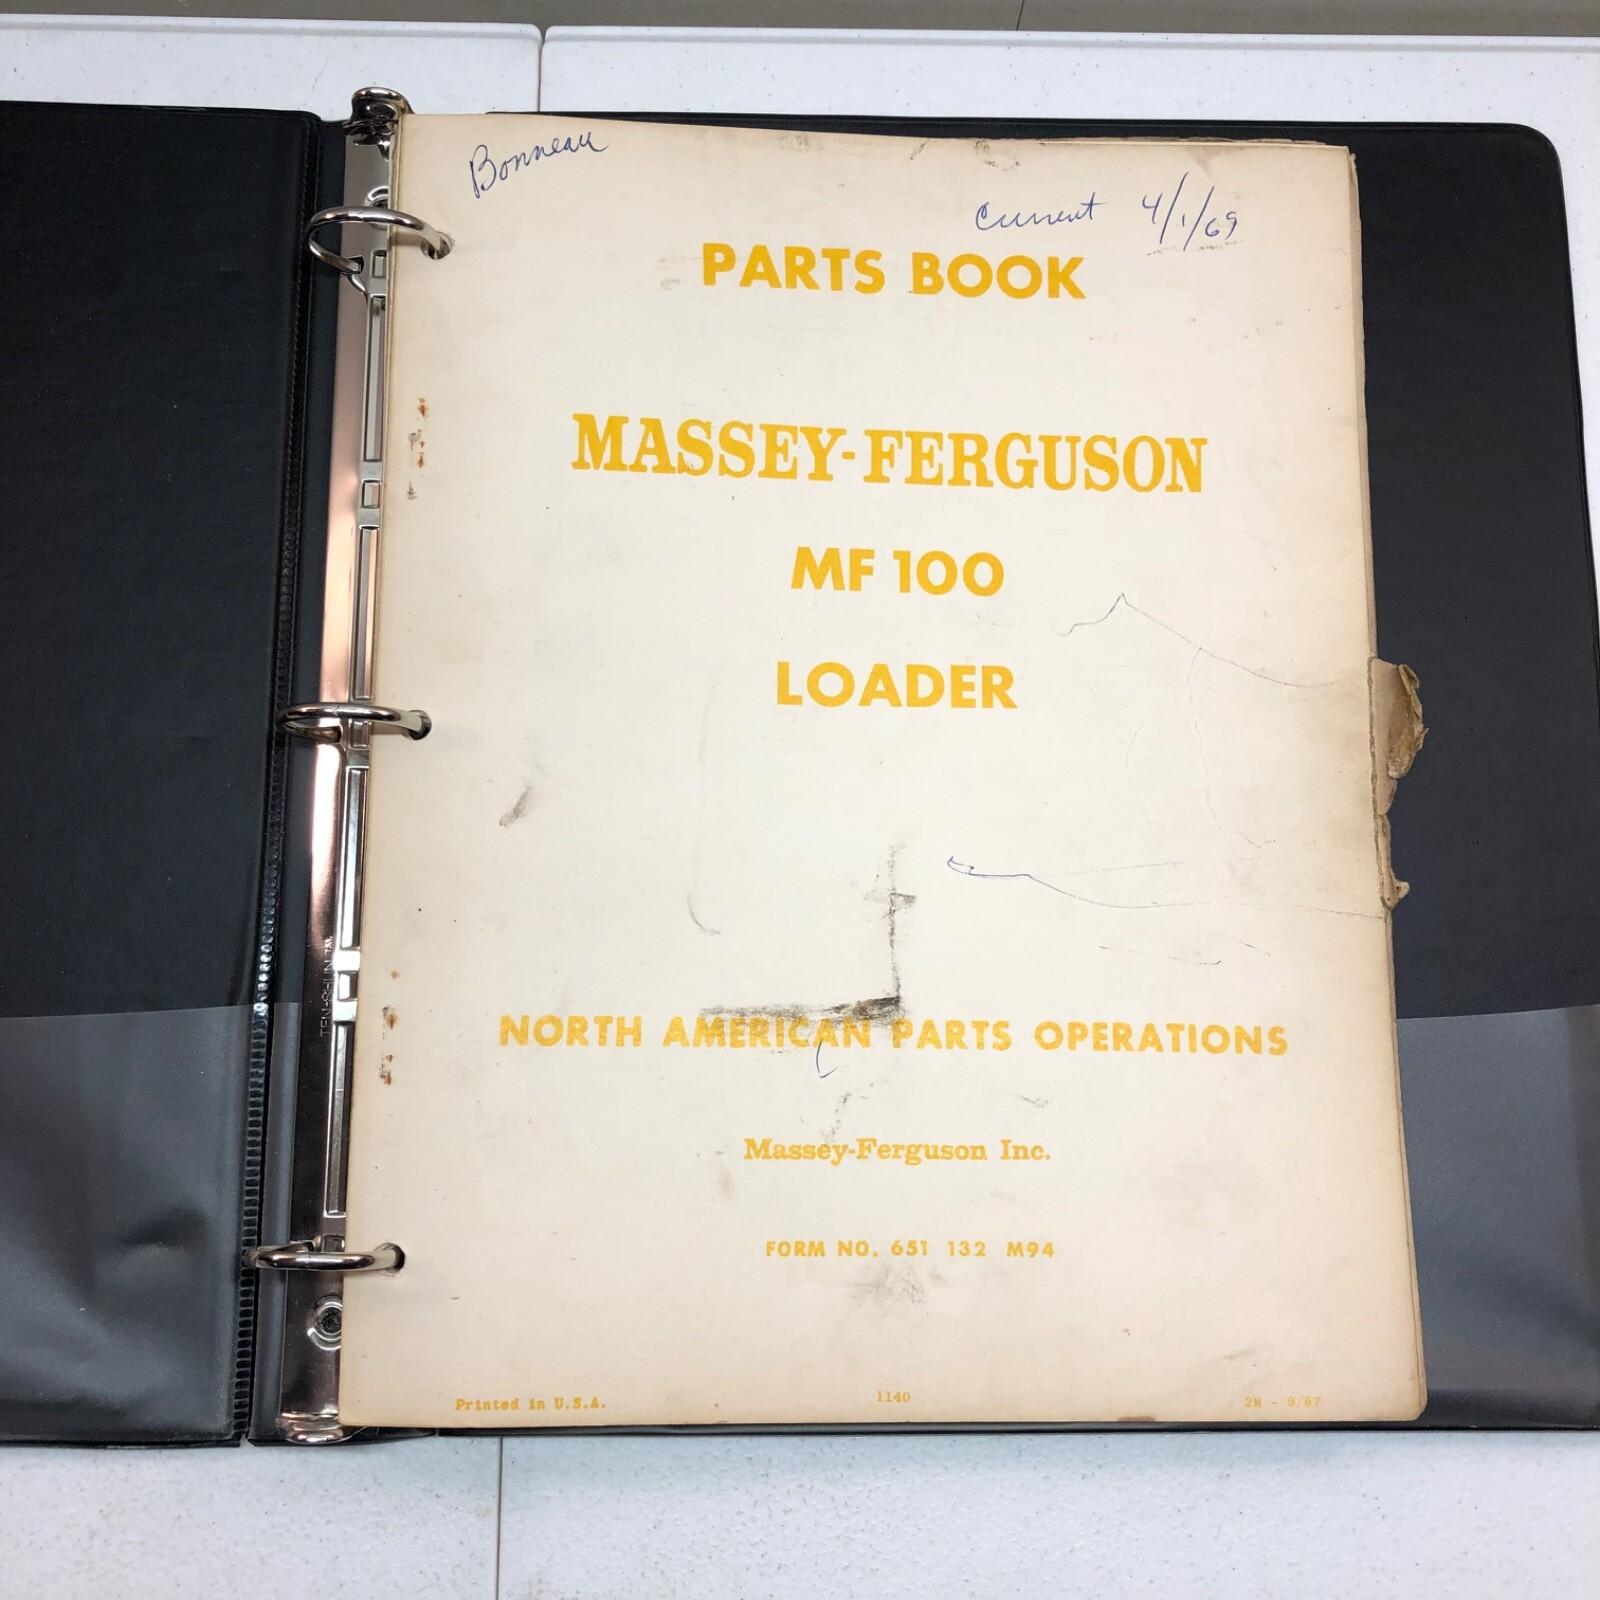 Bonneau
Current 4/1/69
PARTS BOOK
MASSEY-FERGUSON
MF 100
LOADER
NORTH AMERICAN PARTS OPERATIONS
Massey-Ferguson Inc.
FORM NO. 651 132 M94
Printed in U.S.A. 1140 2M - 9/67